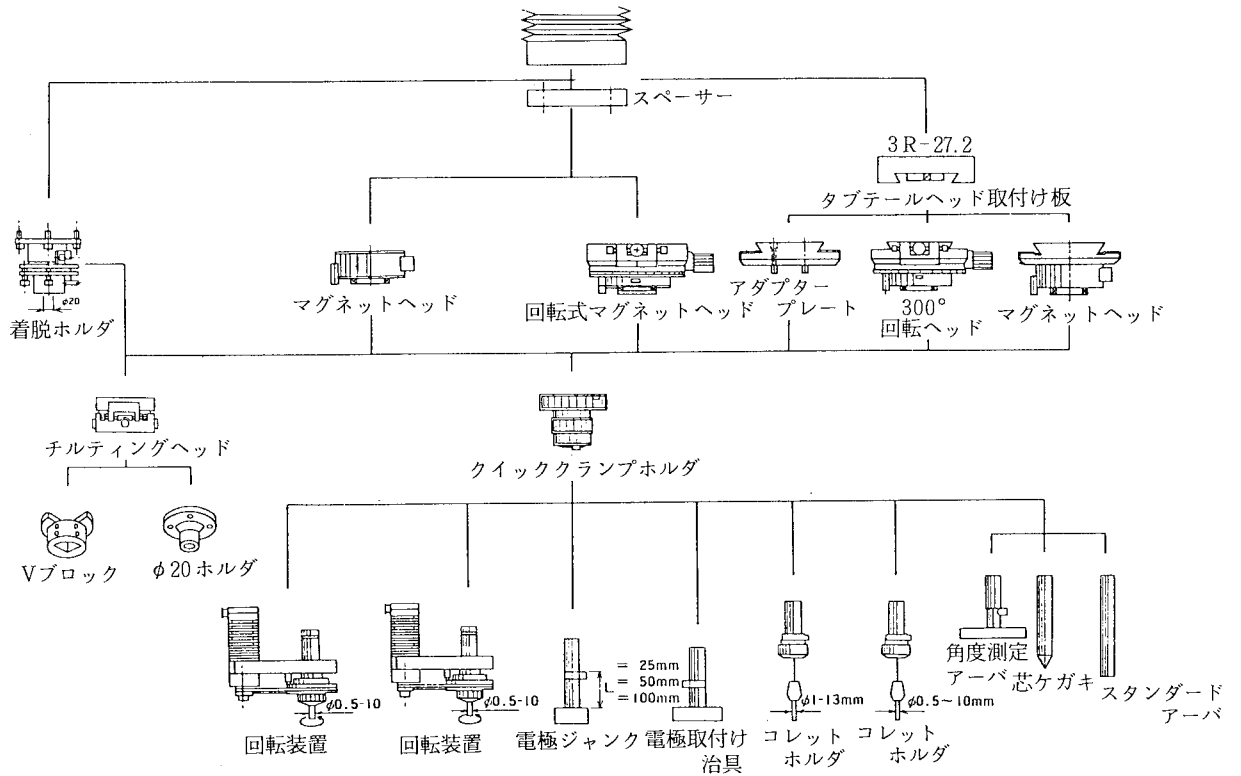 スペーサー
3R-27.2
タブテールヘッド取付け板
φ20
着脱ホルダ
マグネットヘッド
回転式マグネットヘッド
アダプター
プレート
300°
回転ヘッド
マグネットヘッド
チルティングヘッド
クイッククランプホルダ
Vブロック
φ20ホルダ
φ0.5-10
回転装置
φ0.5-10
回転装置
L
= 25mm
= 50mm
=100mm
電極ジャンク
電極取付け
治具
φ1-13mm
コレット
ホルダ
φ0.5~10mm
コレット
ホルダ
角度測定
アーバ
芯ケガキ
スタンダード
アーバ